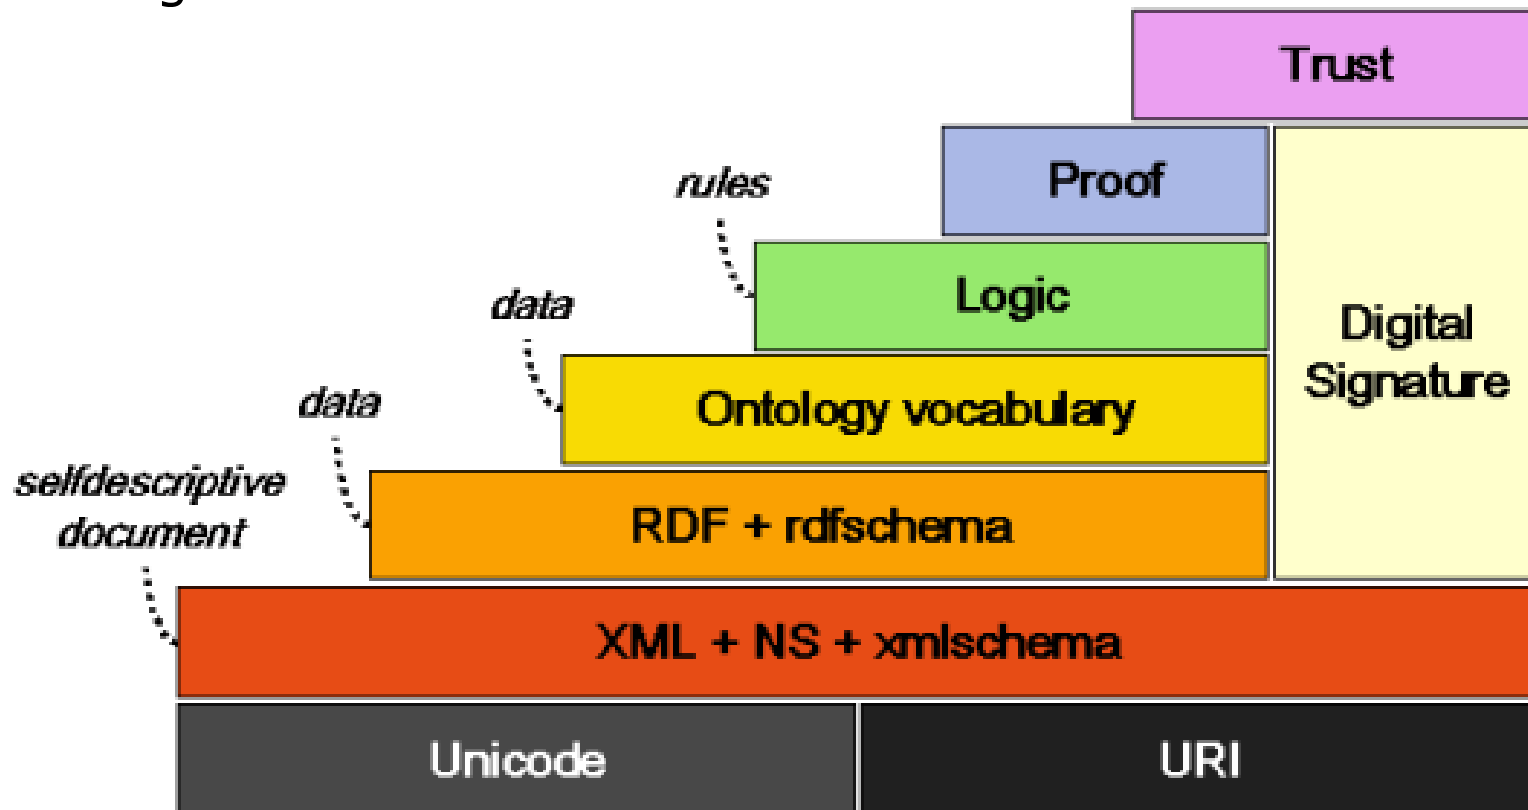 Trust
Proof
rules
Logic
Digital
Signature
data
Ontology vocabulary
data
RDF + rdfschema
selfdescriptive
document
XML + NS + xmlschema
Unicode
URI